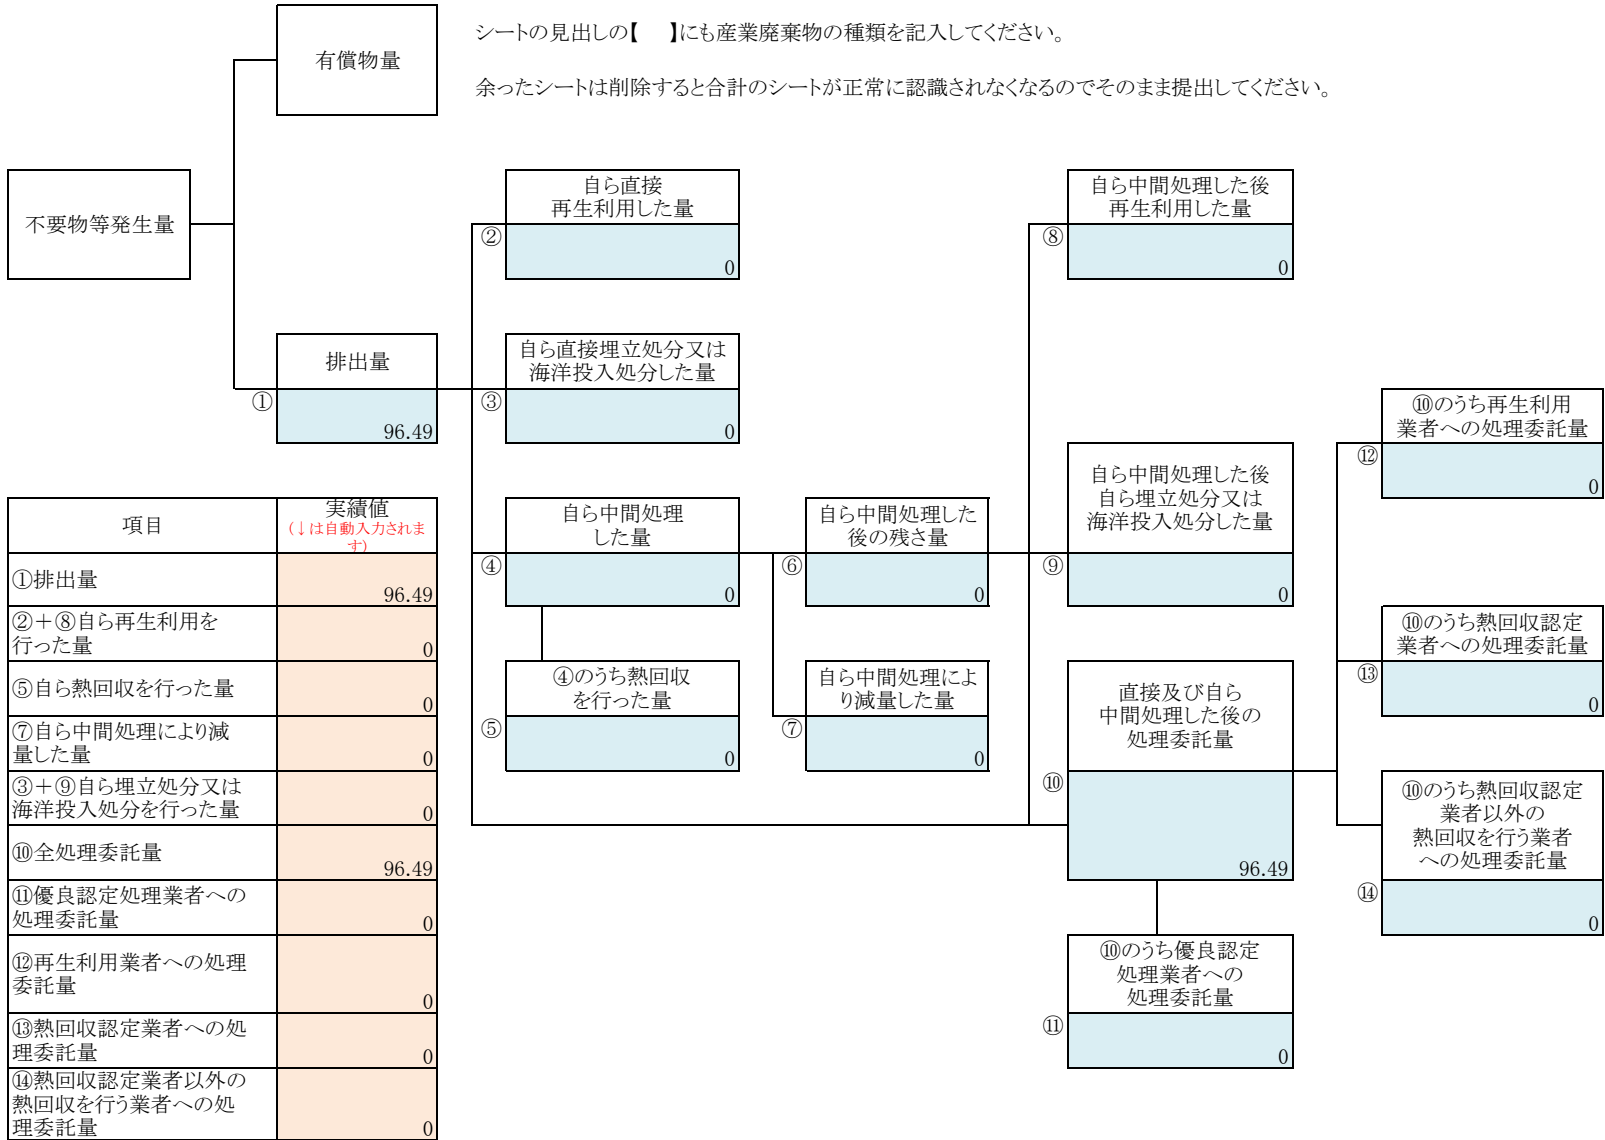 シートの見出しの【　】にも産業廃棄物の種類を記入してください。
有償物量
余ったシートは削除すると合計のシートが正常に認識されなくなるのでそのまま提出してください。
不要物等発生量
自ら直接
再生利用した量
②
0
自ら中間処理した後
再生利用した量
⑧
0
排出量
①
96.49
自ら直接埋立処分又は
海洋投入処分した量
③
0
⑩のうち再生利用
業者への処理委託量
⑫
0
自ら中間処理
した量
④
0
自ら中間処理した
後の残さ量
⑥
0
自ら中間処理した後
自ら埋立処分又は
海洋投入処分した量
⑨
0
⑩のうち熱回収認定
業者への処理委託量
⑬
0
④のうち熱回収
を行った量
⑤
0
自ら中間処理によ
り減量した量
⑦
0
直接及び自ら
中間処理した後の
処理委託量
⑩
96.49
⑩のうち熱回収認定
業者以外の
熱回収を行う業者
への処理委託量
⑭
0
⑩のうち優良認定
処理業者への
処理委託量
⑪
0
項目
実績値
(↓は自動入力されま
す)
①排出量
96.49
②＋⑧自ら再生利用を
行った量
0
⑤自ら熱回収を行った量
0
⑦自ら中間処理により減
量した量
0
③＋⑨自ら埋立処分又は
海洋投入処分を行った量
0
⑩全処理委託量
96.49
⑪優良認定処理業者への
処理委託量
0
⑫再生利用業者への処理
委託量
0
⑬熱回収認定業者への処
理委託量
0
⑭熱回収認定業者以外の
熱回収を行う業者への処
理委託量
0